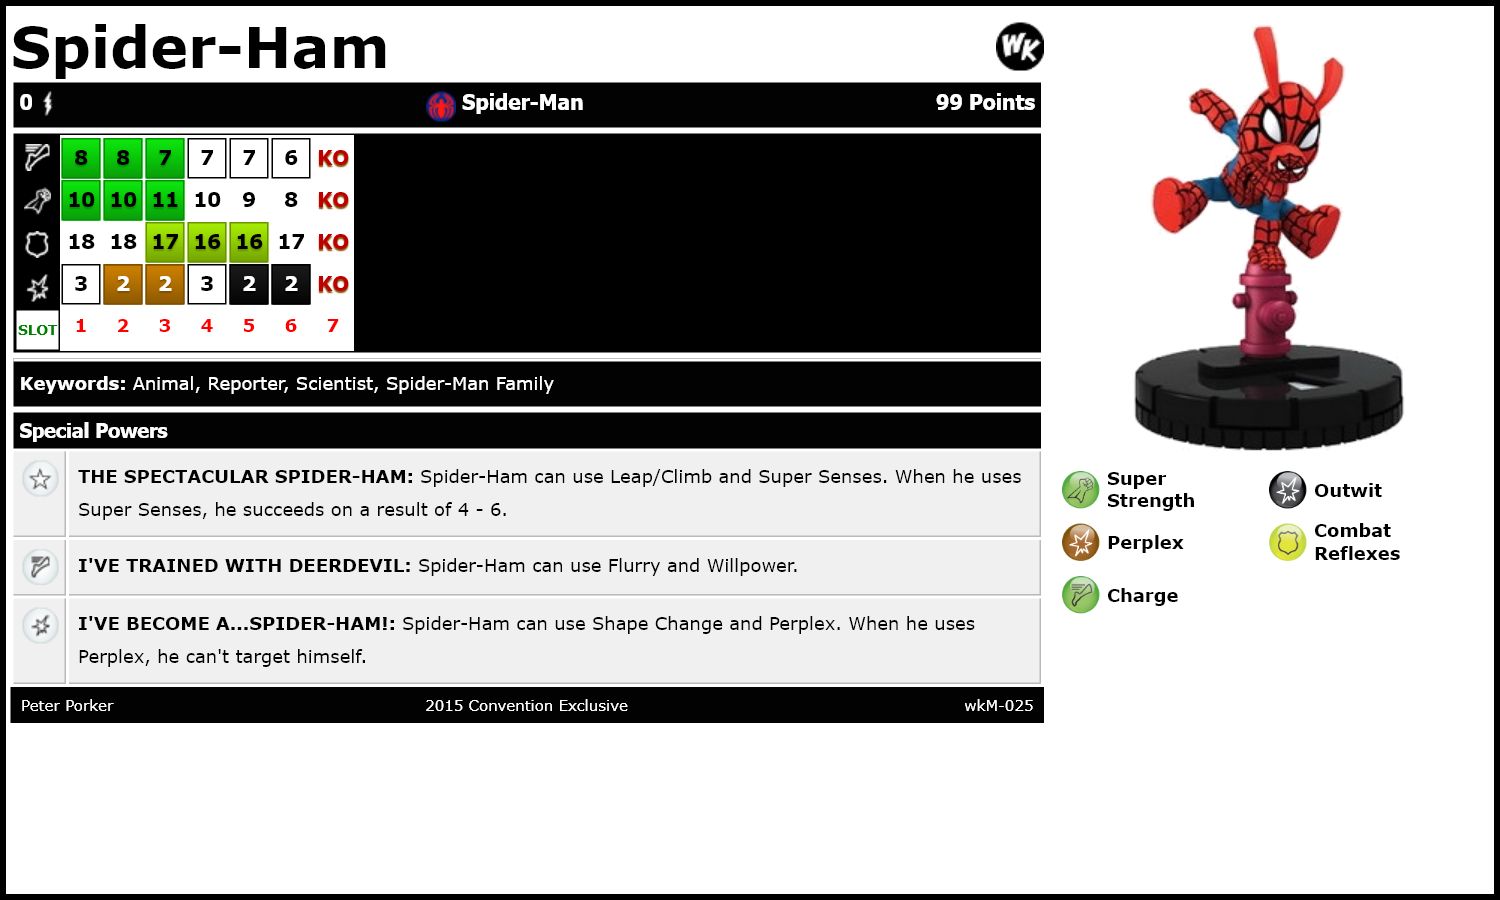 Spider-Ham
WK
0 Spider-Man 99 Points
8 8 7 7 7 6 KO
10 10 11 10 9 8 KO
18 18 17 16 16 17 KO
3 2 2 3 2 2 KO
SLOT 1 2 3 4 5 6 7
Keywords: Animal, Reporter, Scientist, Spider-Man Family
Special Powers
THE SPECTACULAR SPIDER-HAM: Spider-Ham can use Leap/Climb and Super Senses. When he uses
Super Senses, he succeeds on a result of 4 - 6.
I'VE TRAINED WITH DEERDEVIL: Spider-Ham can use Flurry and Willpower.
I'VE BECOME A...SPIDER-HAM!: Spider-Ham can use Shape Change and Perplex. When he uses
Perplex, he can't target himself.
Peter Porker 2015 Convention Exclusive wkM-025
Super
Strength
Outwit
Perplex
Combat
Reflexes
Charge